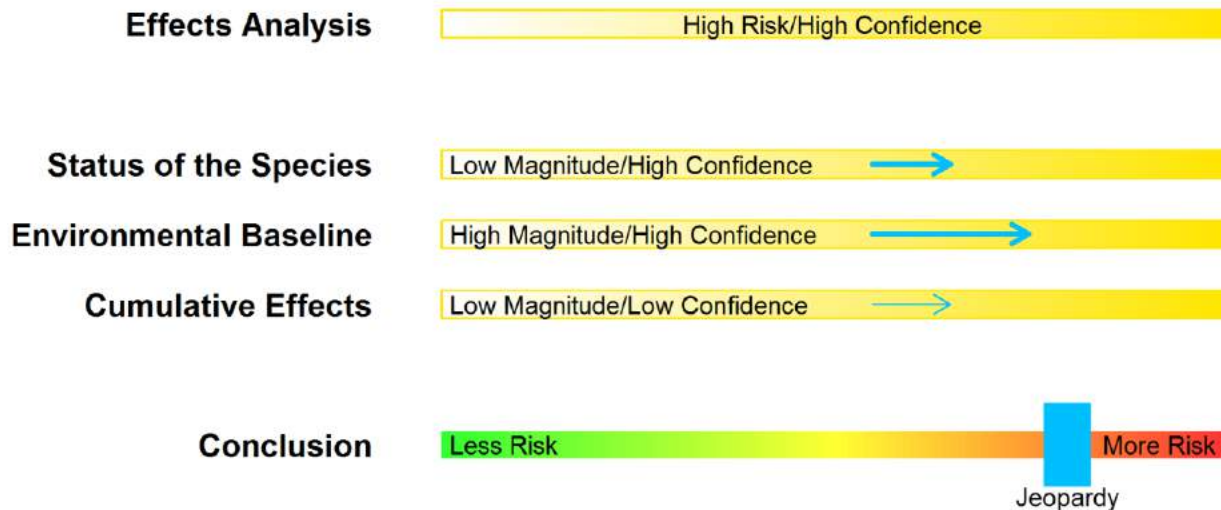 Effects Analysis High Risk/High Confidence
Status of the Species Low Magnitude/High Confidence
Environmental Baseline High Magnitude/High Confidence
Cumulative Effects Low Magnitude/Low Confidence
Conclusion Less Risk More Risk
Jeopardy